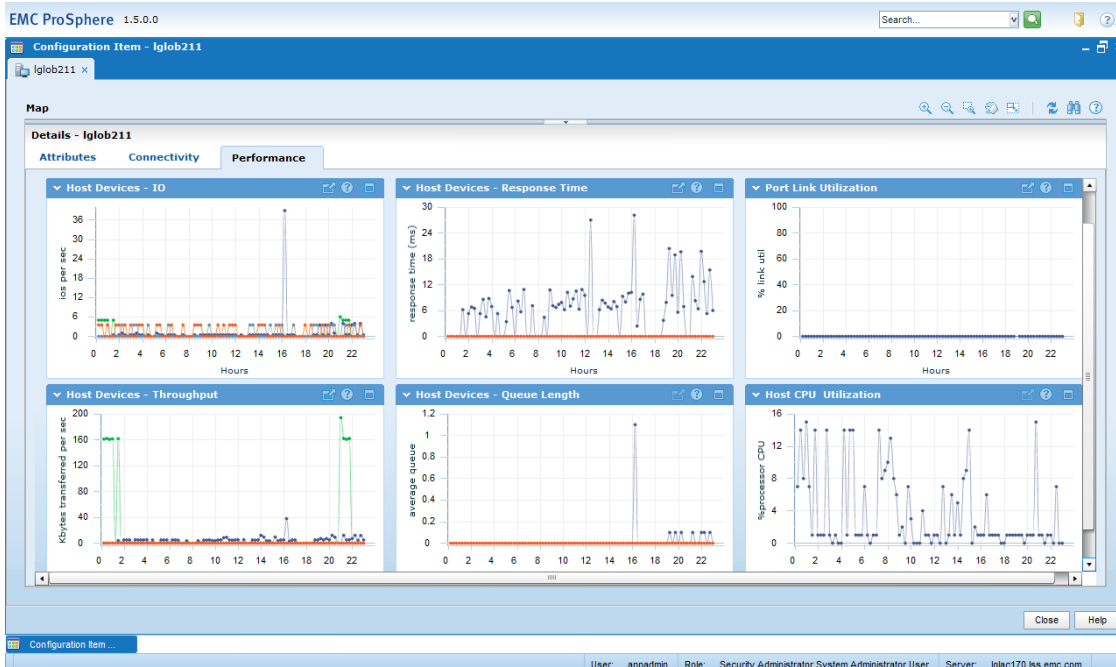 EMC ProSphere 1.5.0.0
Search...
Configuration Item - lglob211
lglob211 ×
Map
Details - lglob211
Attributes Connectivity Performance
Host Devices - IO
ios per sec
36
30
24
18
12
6
0
0 2 4 6 8 10 12 14 16 18 20 22
Hours
Host Devices - Response Time
response time (ms)
30
24
18
12
6
0
0 2 4 6 8 10 12 14 16 18 20 22
Hours
Port Link Utilization
% link util
100
80
60
40
20
0
0 2 4 6 8 10 12 14 16 18 20 22
Hours
Host Devices - Throughput
Kbytes transferred per sec
200
160
120
80
40
0
0 2 4 6 8 10 12 14 16 18 20 22
Host Devices - Queue Length
average queue
1.2
1
0.8
0.6
0.4
0.2
0
0 2 4 6 8 10 12 14 16 18 20 22
Host CPU Utilization
%processor CPU
16
12
8
4
0
0 2 4 6 8 10 12 14 16 18 20 22
Close Help
Configuration Item ...
User: appadmin Role: Security Administrator System Administrator User Server: lglac170.lss.emc.com